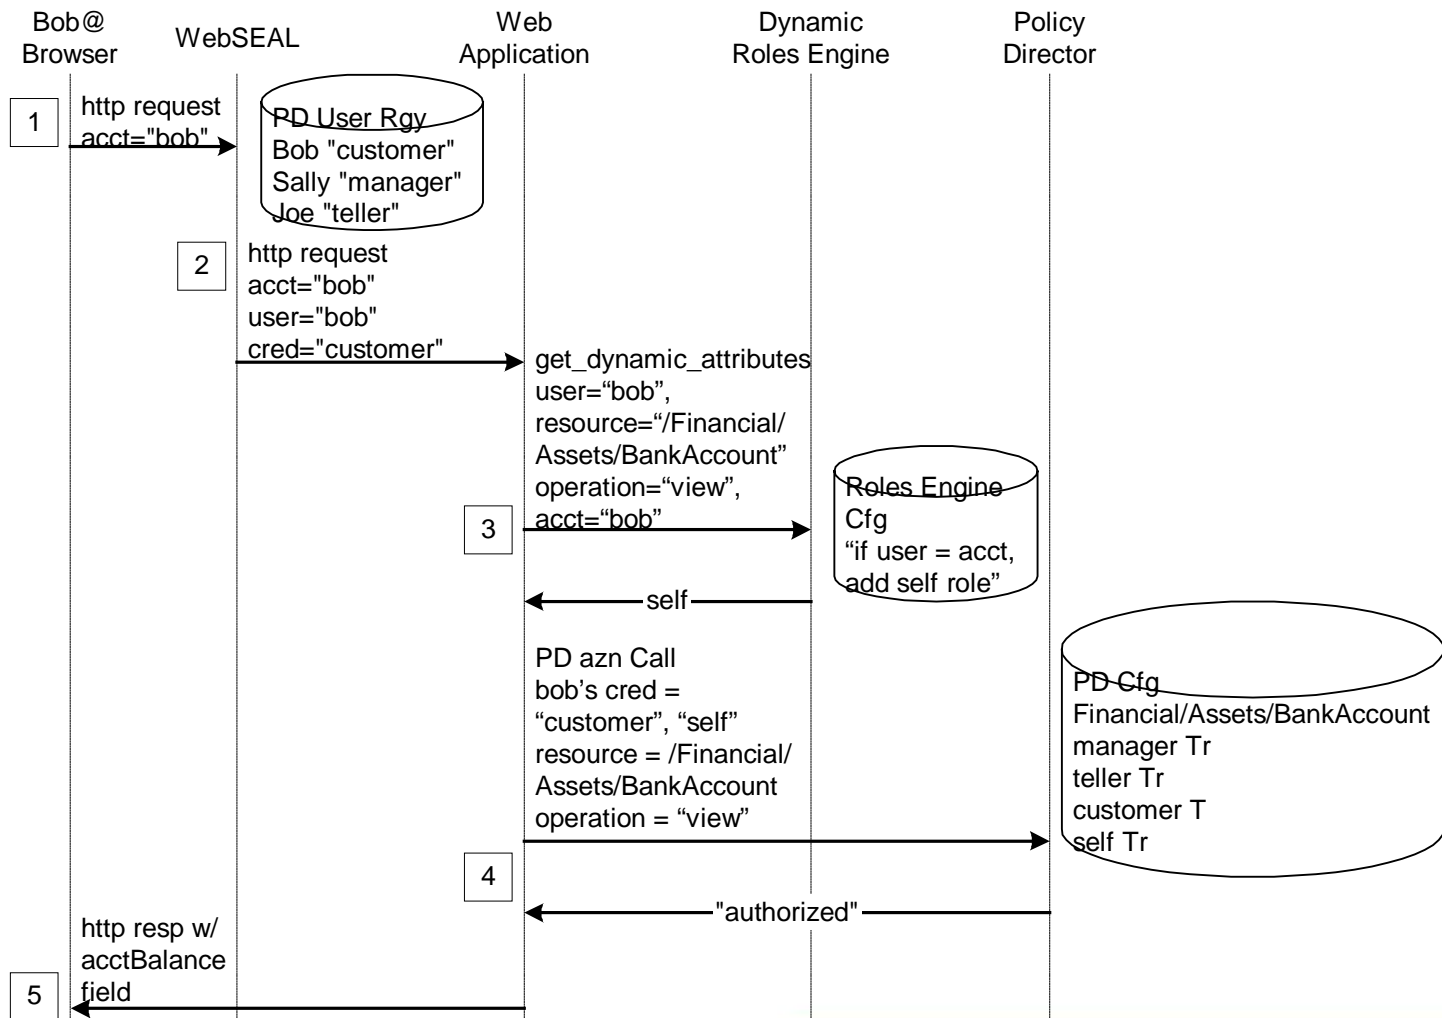 Bob@
Browser
WebSEAL
Web
Application
Dynamic
Roles Engine
Policy
Director
1
http request
acct="bob"
PD User Rgy
Bob "customer"
Sally "manager"
Joe "teller"
2
http request
acct="bob"
user="bob"
cred="customer"
get_dynamic_attributes
user=“bob”,
resource=“/Financial/
Assets/BankAccount”
operation=“view”,
acct=“bob”
3
Roles Engine
Cfg
“if user = acct,
add self role”
self
PD azn Call
bob’s cred =
“customer”, “self”
resource = /Financial/
Assets/BankAccount
operation = “view”
PD Cfg
Financial/Assets/BankAccount
manager Tr
teller Tr
customer T
self Tr
4
"authorized"
http resp w/
acctBalance
field
5